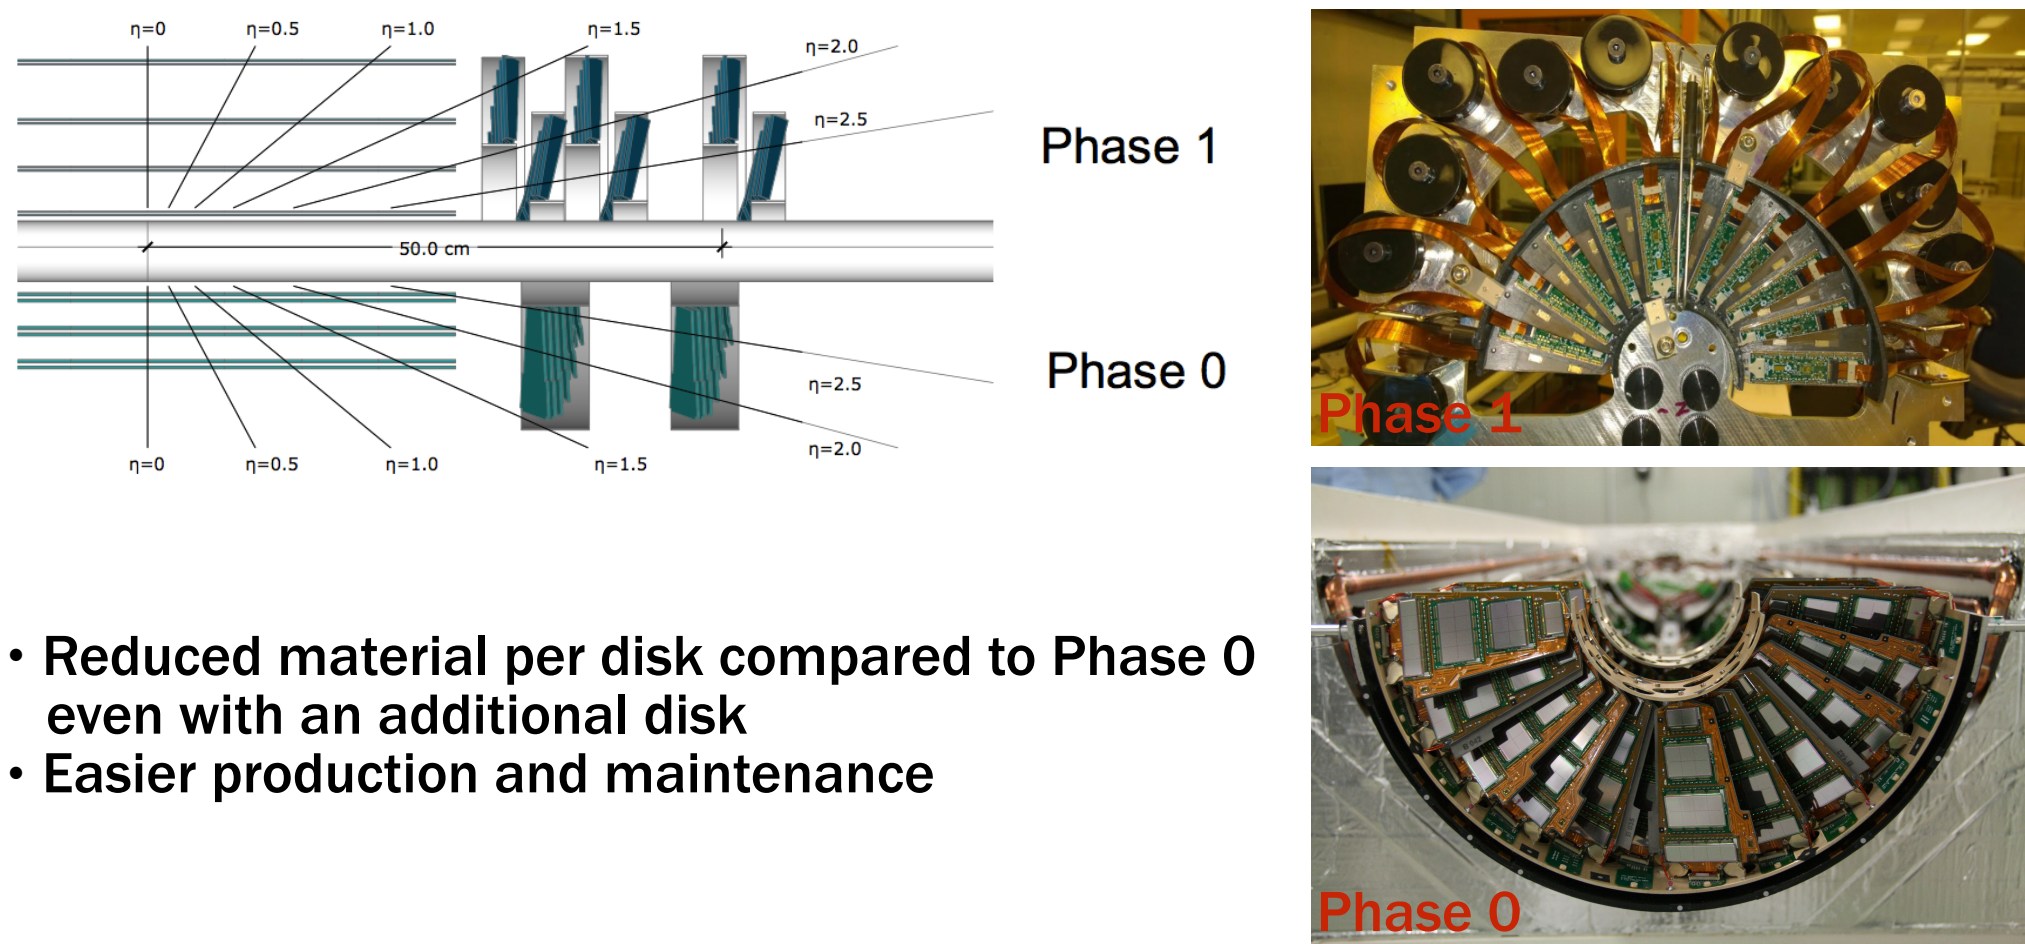 η=0
η=0.5
η=1.0
η=1.5
η=2.0
η=2.5
Phase 1
50.0 cm
Phase 0
η=2.5
η=2.0
η=0
η=0.5
η=1.0
η=1.5
Phase 1
• Reduced material per disk compared to Phase 0
even with an additional disk
• Easier production and maintenance
Phase 0